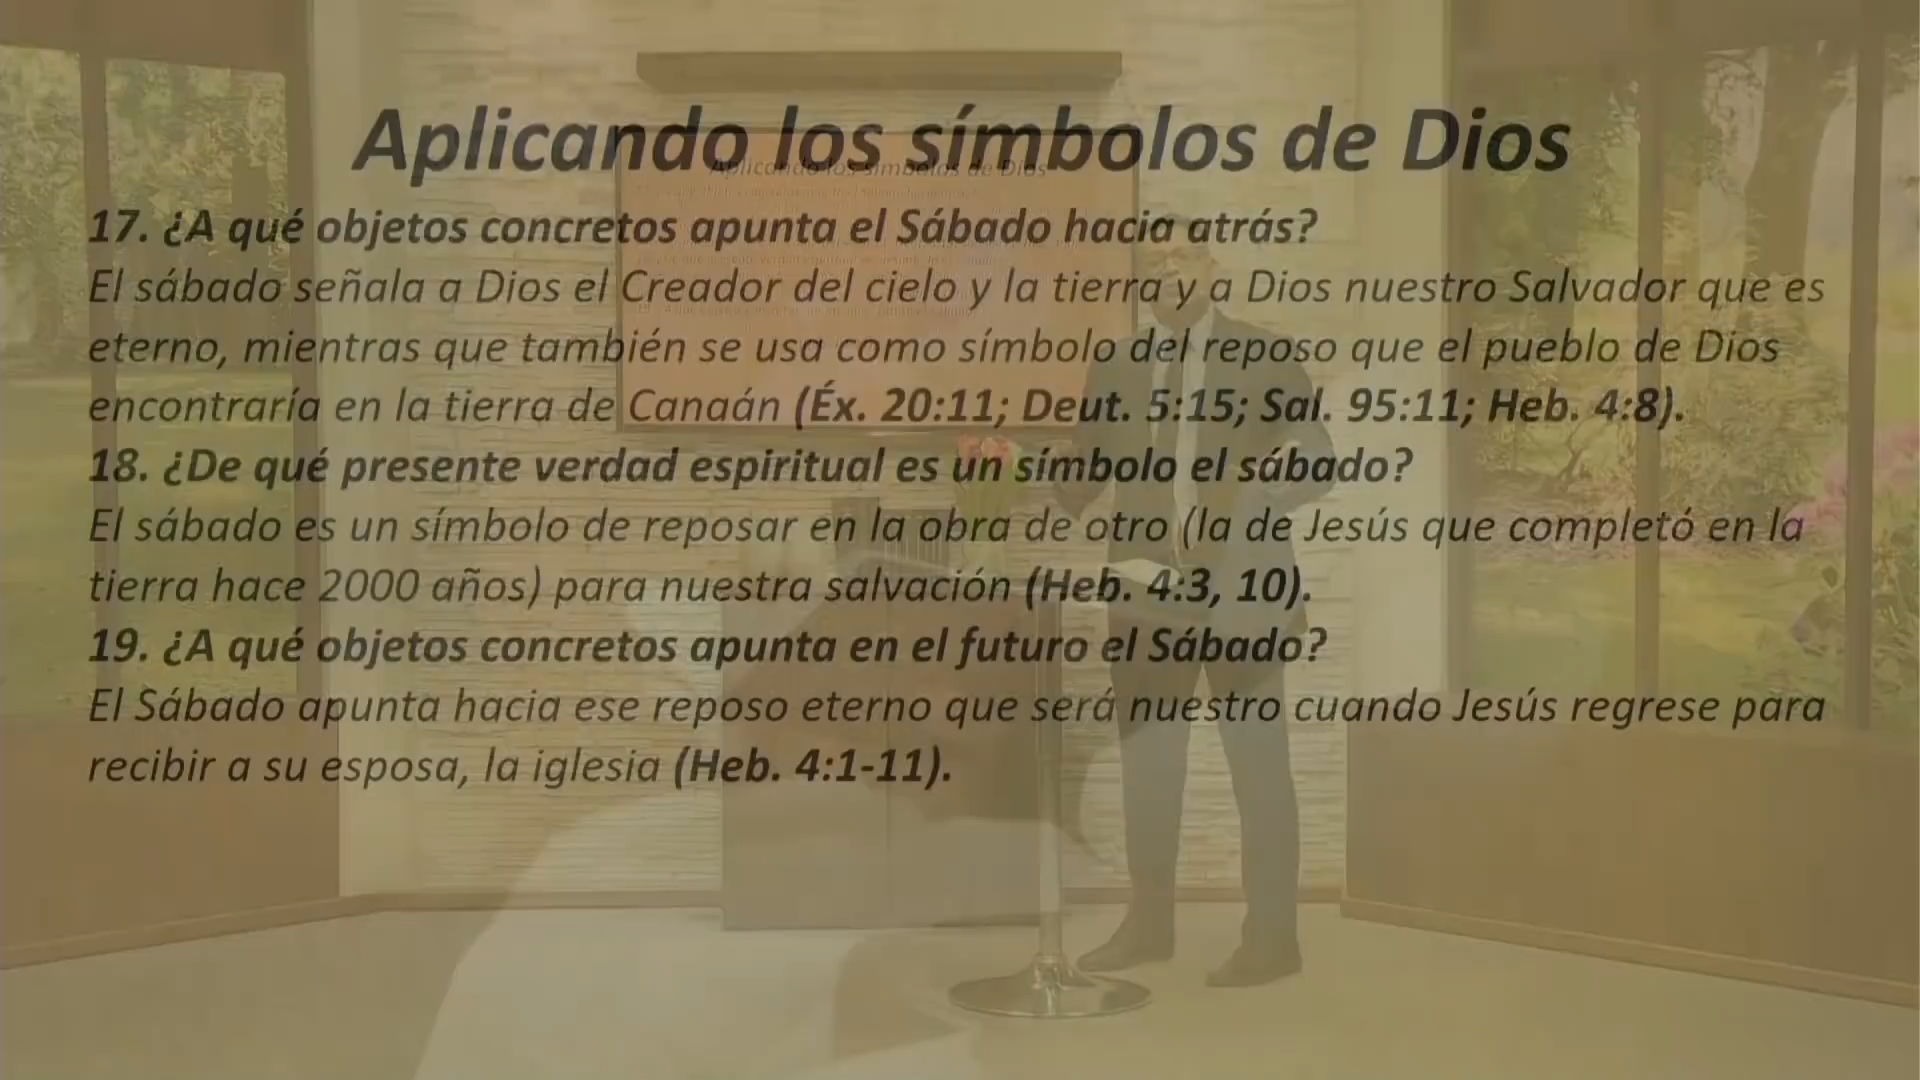 Aplicando los símbolos de Dios
Aplicando los símbolos de Dios
17. ¿A qué objetos concretos apunta el Sábado hacia atrás?
El sábado señala a Dios el Creador del cielo y la tierra y a Dios nuestro Salvador que es
eterno, mientras que también se usa como símbolo del reposo que el pueblo de Dios
encontraría en la tierra de Canaán (Éx. 20:11; Deut. 5:15; Sal. 95:11; Heb. 4:8).
18. ¿De qué presente verdad espiritual es un símbolo el sábado?
El sábado es un símbolo de reposar en la obra de otro (la de Jesús que completó en la
tierra hace 2000 años) para nuestra salvación (Heb. 4:3, 10).
19. ¿A qué objetos concretos apunta en el futuro el Sábado?
El Sábado apunta hacia ese reposo eterno que será nuestro cuando Jesús regrese para
recibir a su esposa, la iglesia (Heb. 4:1-11).